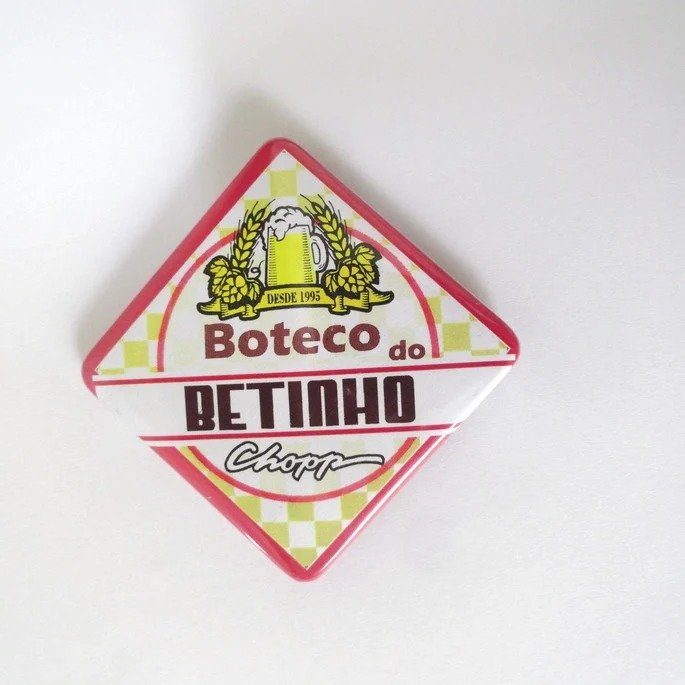 DESDE 1995
Boteco do
BETINHO
Chopp